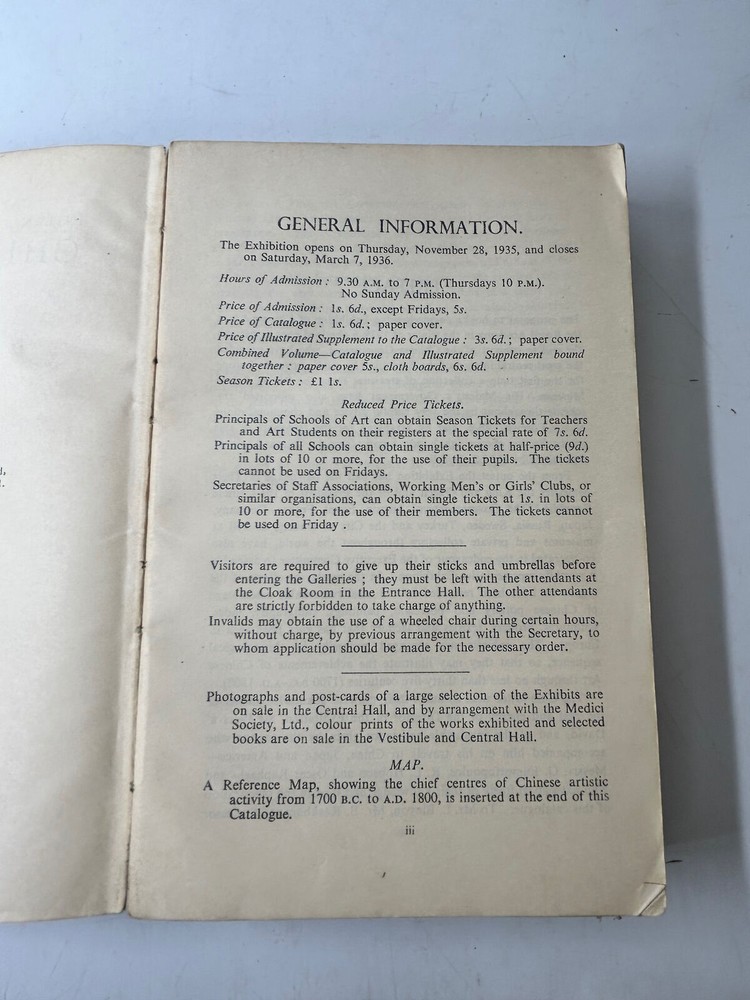 GENERAL INFORMATION.
The Exhibition opens on Thursday, November 28, 1935, and closes
on Saturday, March 7, 1936.
Hours of Admission : 9.30 A.M. to 7 P.M. (Thursdays 10 P.M.).
No Sunday Admission.
Price of Admission : 1s. 6d., except Fridays, 5s.
Price of Catalogue : 1s. 6d. ; paper cover.
Price of Illustrated Supplement to the Catalogue : 3s. 6d. ; paper cover.
Combined Volume—Catalogue and Illustrated Supplement bound
together : paper cover 5s., cloth boards, 6s. 6d.
Season Tickets : £1 1s.
Reduced Price Tickets.
Principals of Schools of Art can obtain Season Tickets for Teachers
and Art Students on their registers at the special rate of 7s. 6d.
Principals of all Schools can obtain single tickets at half-price (9d.)
in lots of 10 or more, for the use of their pupils. The tickets
cannot be used on Fridays.
Secretaries of Staff Associations, Working Men's or Girls' Clubs, or
similar organisations, can obtain single tickets at 1s. in lots of
10 or more, for the use of their members. The tickets cannot
be used on Friday .
Visitors are required to give up their sticks and umbrellas before
entering the Galleries ; they must be left with the attendants at
the Cloak Room in the Entrance Hall. The other attendants
are strictly forbidden to take charge of anything.
Invalids may obtain the use of a wheeled chair during certain hours,
without charge, by previous arrangement with the Secretary, to
whom application should be made for the necessary order.
Photographs and post-cards of a large selection of the Exhibits are
on sale in the Central Hall, and by arrangement with the Medici
Society, Ltd., colour prints of the works exhibited and selected
books are on sale in the Vestibule and Central Hall.
MAP.
A Reference Map, showing the chief centres of Chinese artistic
activity from 1700 B.C. to A.D. 1800, is inserted at the end of this
Catalogue.
iii